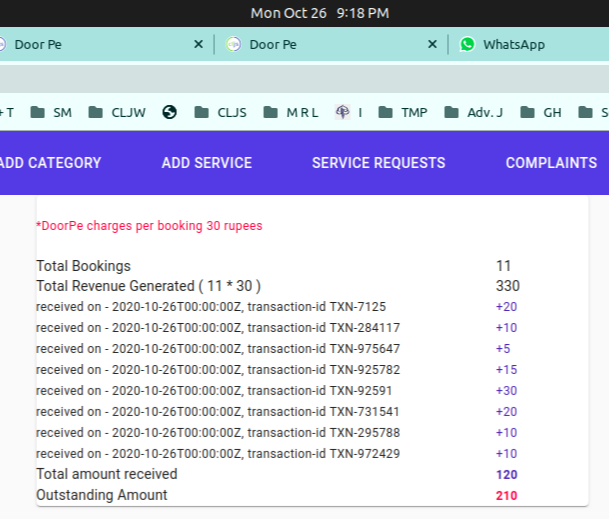 Mon Oct 26 9:18 PM
Door Pe Door Pe WhatsApp
T SM CLJW CLJS M R L I TMP Adv. J GH S
ADD CATEGORY ADD SERVICE SERVICE REQUESTS COMPLAINTS
*DoorPe charges per booking 30 rupees
Total Bookings 11
Total Revenue Generated ( 11 * 30 ) 330
received on - 2020-10-26T00:00:00Z, transaction-id TXN-7125 +20
received on - 2020-10-26T00:00:00Z, transaction-id TXN-284117 +10
received on - 2020-10-26T00:00:00Z, transaction-id TXN-975647 +5
received on - 2020-10-26T00:00:00Z, transaction-id TXN-925782 +15
received on - 2020-10-26T00:00:00Z, transaction-id TXN-92591 +30
received on - 2020-10-26T00:00:00Z, transaction-id TXN-731541 +20
received on - 2020-10-26T00:00:00Z, transaction-id TXN-295788 +10
received on - 2020-10-26T00:00:00Z, transaction-id TXN-972429 +10
Total amount received 120
Outstanding Amount 210